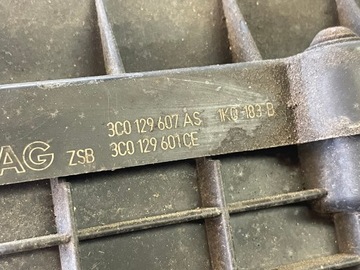 3C0 129 607 AS 1K0-183-B
AG ZSB 3C0 129 601 CE